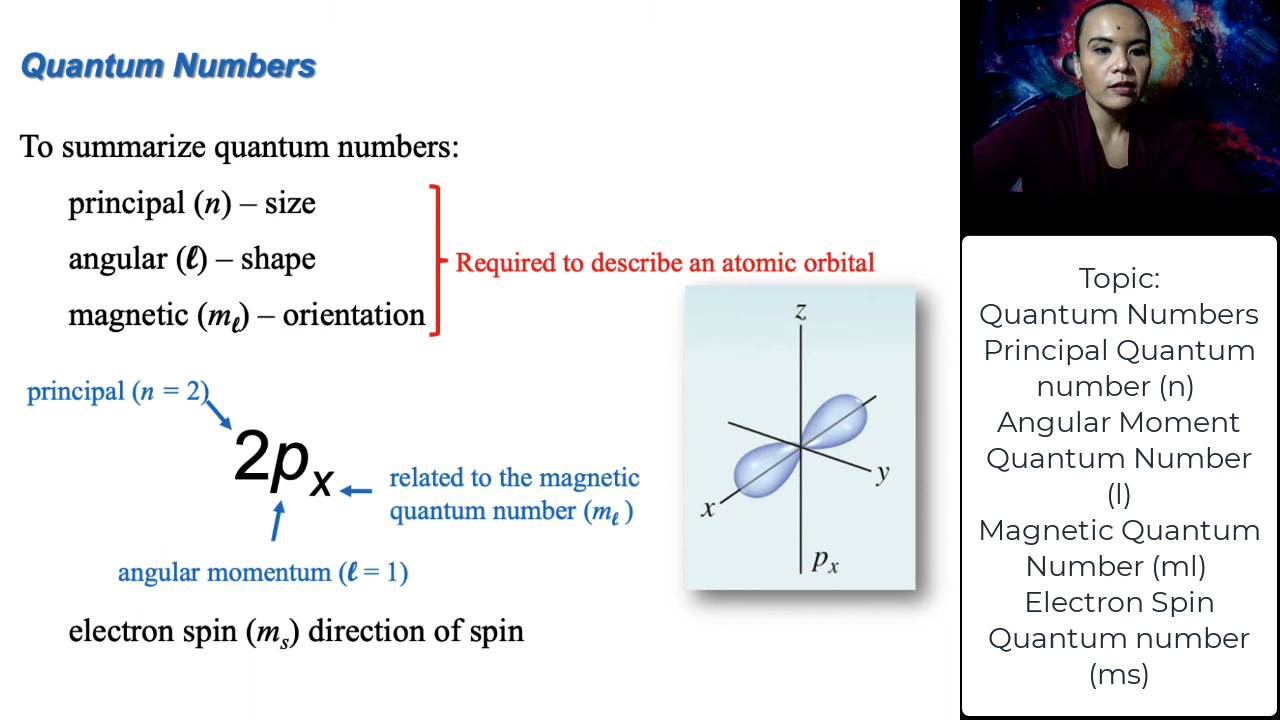 Quantum Numbers
To summarize quantum numbers:
principal (n) – size
angular (ℓ) – shape
magnetic (mℓ) – orientation
Required to describe an atomic orbital
principal (n = 2)
2px
related to the magnetic
quantum number (mℓ )
angular momentum (ℓ = 1)
electron spin (ms) direction of spin
z
y
x
px
Topic:
Quantum Numbers
Principal Quantum
number (n)
Angular Moment
Quantum Number
(l)
Magnetic Quantum
Number (ml)
Electron Spin
Quantum number
(ms)